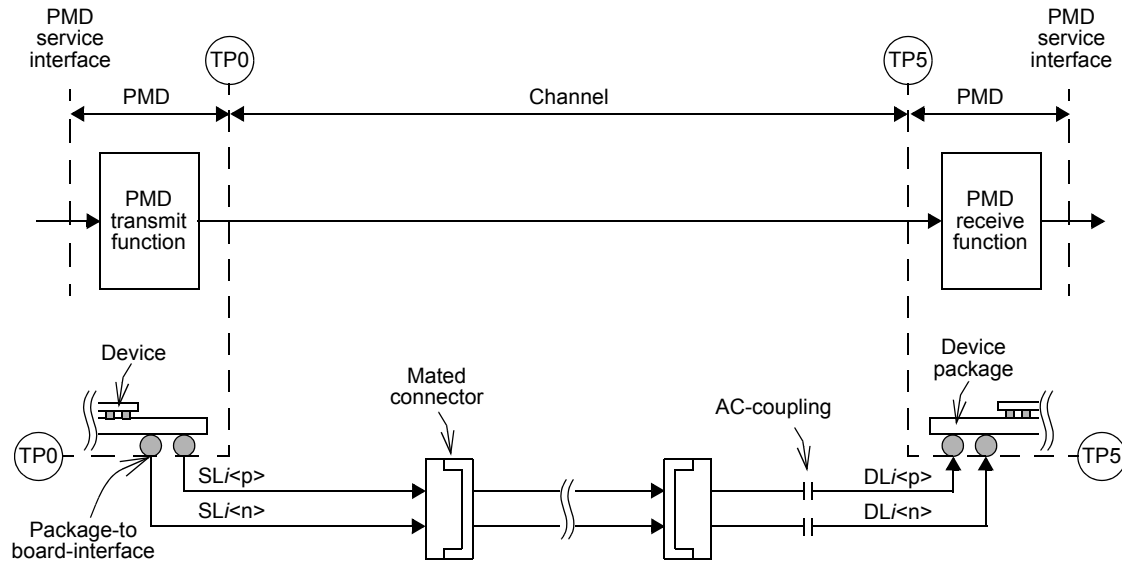 PMD
service
interface
TP0
TP5
PMD
service
interface
PMD
Channel
PMD
PMD
transmit
function
PMD
receive
function
Device
Mated
connector
AC-coupling
Device
package
TP0
TP5
SLi<p>
DLi<p>
SLi<n>
DLi<n>
Package-to
board-interface